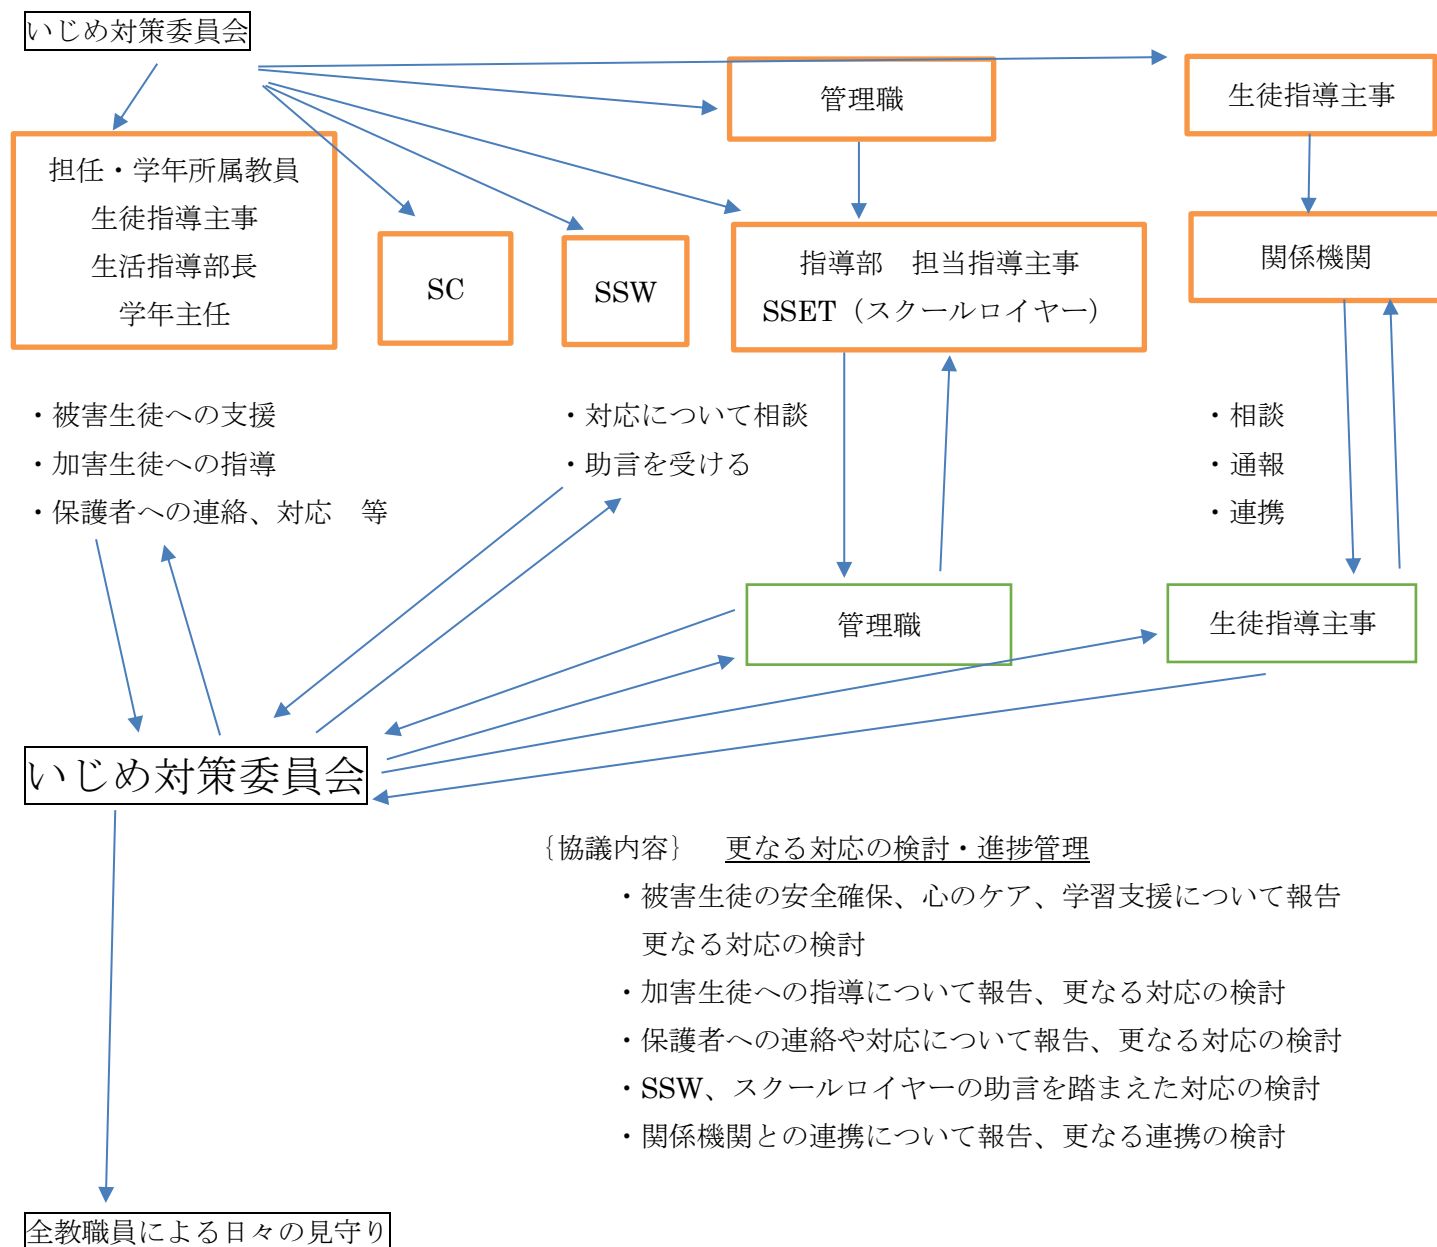 いじめ対策委員会
管理職
生徒指導主事
担任・学年所属教員
生徒指導主事
生活指導部長
学年主任
SC
SSW
指導部　担当指導主事
SSET（スクールロイヤー）
関係機関
・被害生徒への支援
・加害生徒への指導
・保護者への連絡、対応　等
・対応について相談
・助言を受ける
・相談
・通報
・連携
管理職
生徒指導主事
いじめ対策委員会
｛協議内容｝　更なる対応の検討・進捗管理
・被害生徒の安全確保、心のケア、学習支援について報告
更なる対応の検討
・加害生徒への指導について報告、更なる対応の検討
・保護者への連絡や対応について報告、更なる対応の検討
・SSW、スクールロイヤーの助言を踏まえた対応の検討
・関係機関との連携について報告、更なる連携の検討
全教職員による日々の見守り